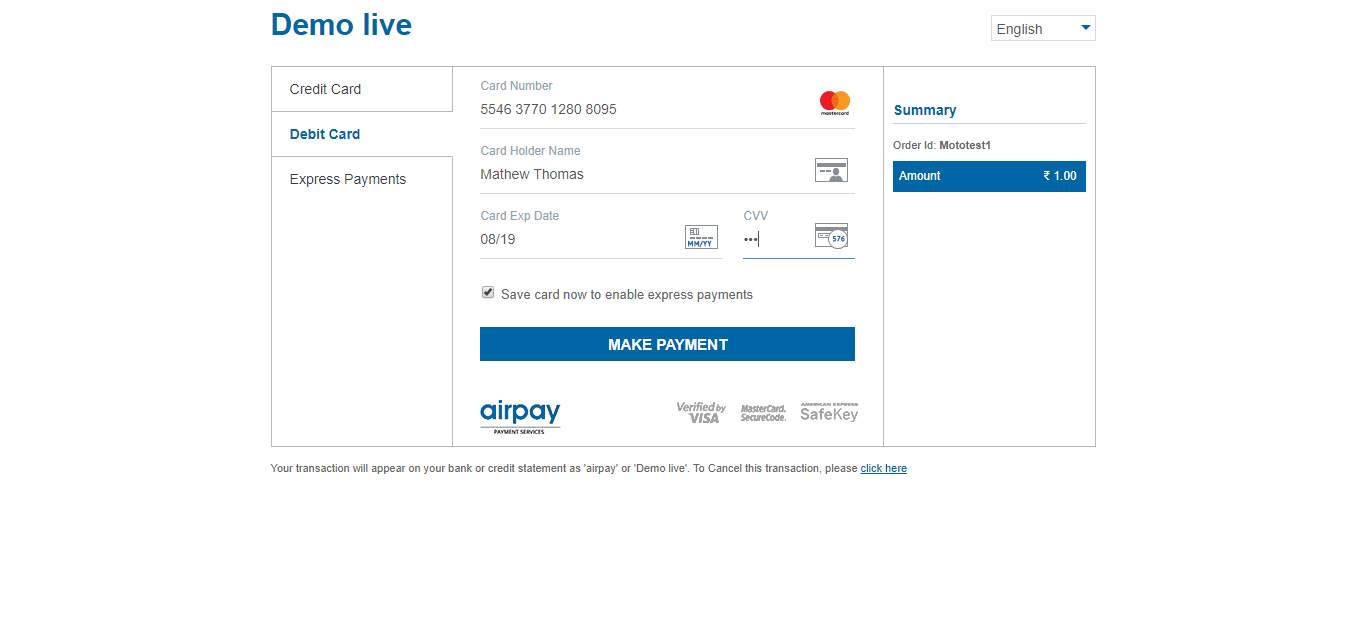 Demo live
English
Credit Card
Debit Card
Express Payments
Card Number
5546 3770 1280 8095
mastercard
Card Holder Name
Mathew Thomas
Card Exp Date
08/19
MM/YY
CVV
•••
576
Save card now to enable express payments
MAKE PAYMENT
airpay
PAYMENT SERVICES
Verified by
VISA
MasterCard.
SecureCode.
AMERICAN EXPRESS
SafeKey
Summary
Order Id: Mototest1
Amount ₹ 1.00
Your transaction will appear on your bank or credit statement as 'airpay' or 'Demo live'. To Cancel this transaction, please click here